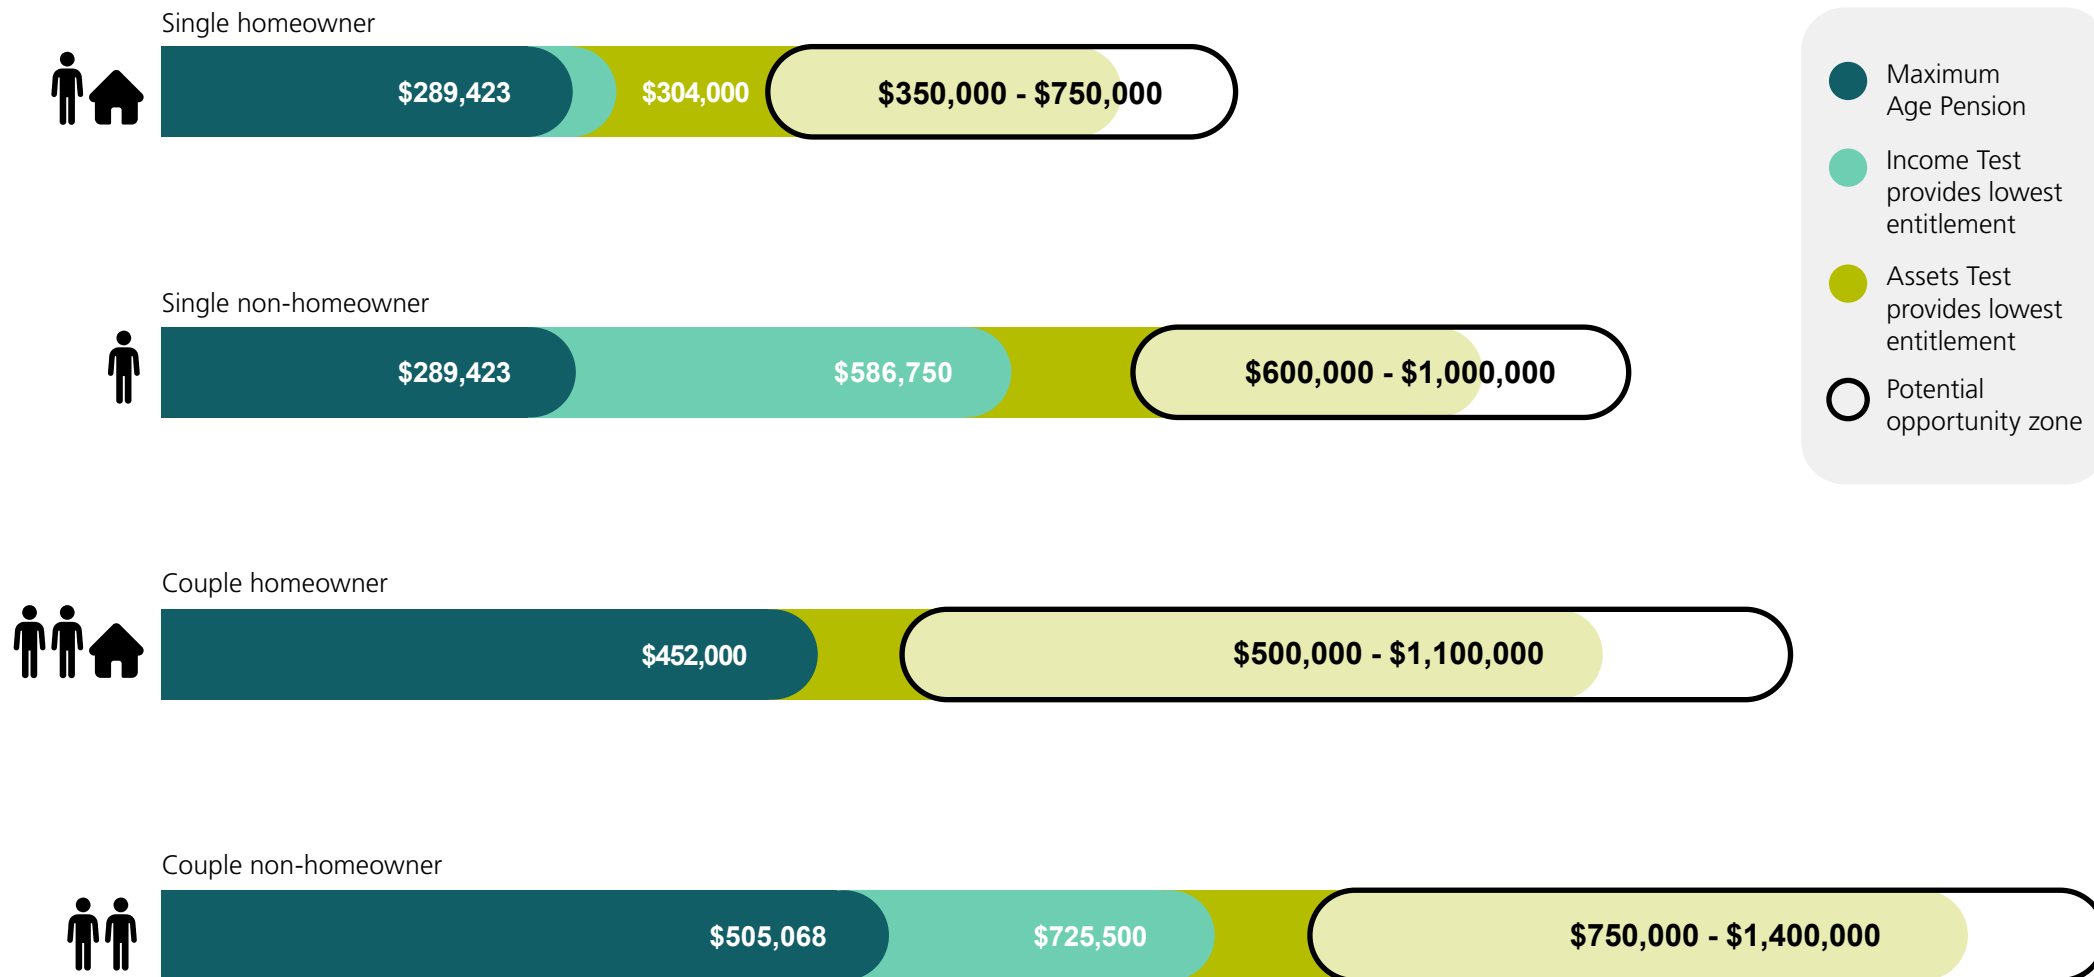 Single homeowner
$289,423
$304,000
$350,000 - $750,000
Single non-homeowner
$289,423
$586,750
$600,000 - $1,000,000
Couple homeowner
$452,000
$500,000 - $1,100,000
Couple non-homeowner
$505,068
$725,500
$750,000 - $1,400,000
Maximum
Age Pension
Income Test
provides lowest
entitlement
Assets Test
provides lowest
entitlement
Potential
opportunity zone